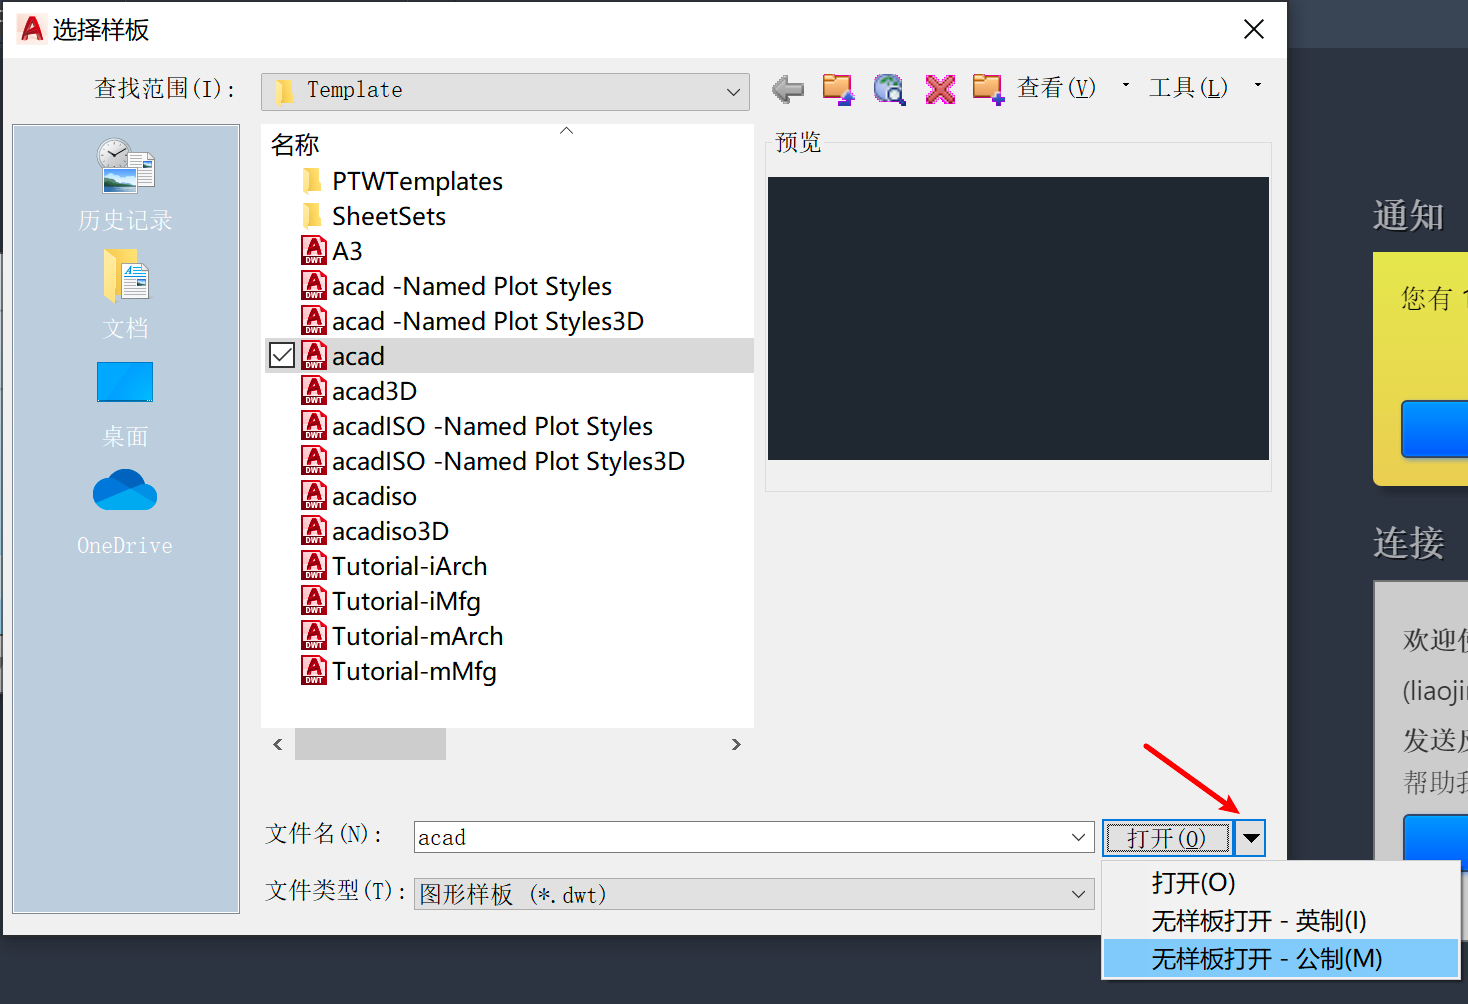 选择样板
查找范围(I):
Template
查看(V)
工具(L)
历史记录
文档
桌面
OneDrive
名称
PTWTemplates
SheetSets
A3
acad -Named Plot Styles
acad -Named Plot Styles3D
acad
acad3D
acadISO -Named Plot Styles
acadISO -Named Plot Styles3D
acadiso
acadiso3D
Tutorial-iArch
Tutorial-iMfg
Tutorial-mArch
Tutorial-mMfg
预览
文件名(N):
acad
打开(O)
文件类型(T):
图形样板 (*.dwt)
打开(O)
无样板打开 - 英制(I)
无样板打开 - 公制(M)
通知
您有
连接
欢迎
(liaoji
发送
帮助